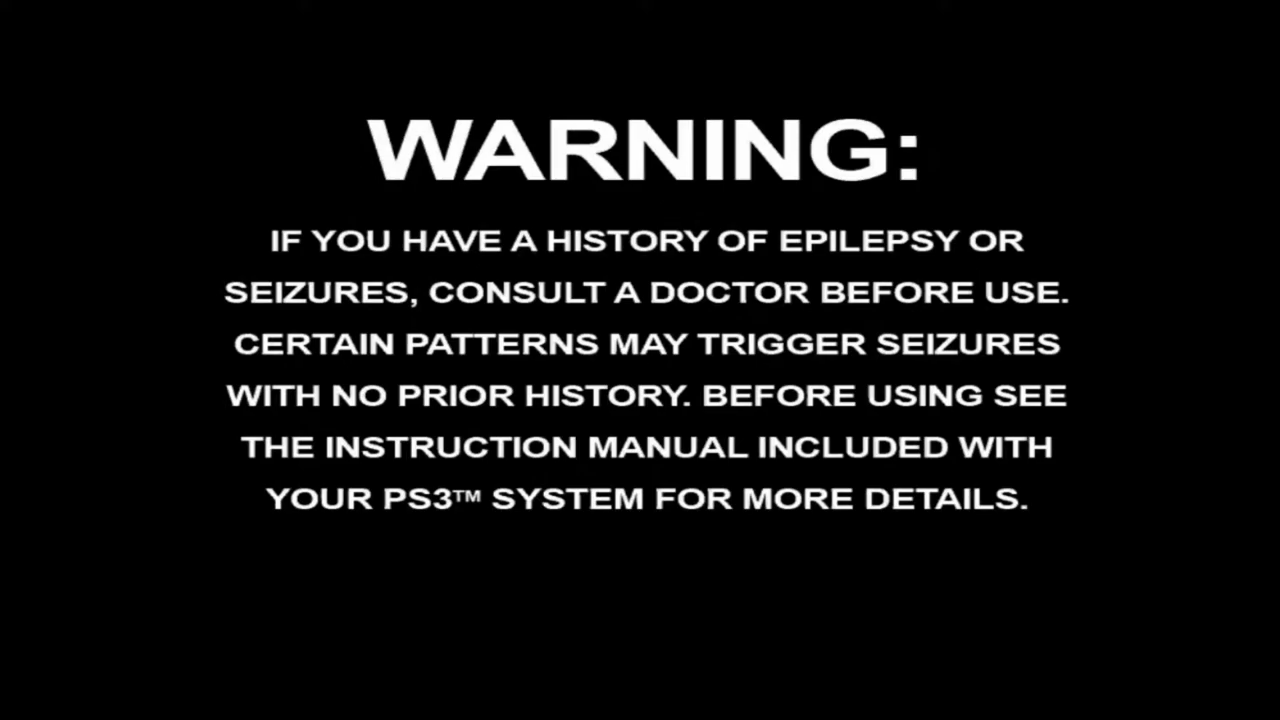 WARNING:
IF YOU HAVE A HISTORY OF EPILEPSY OR
SEIZURES, CONSULT A DOCTOR BEFORE USE.
CERTAIN PATTERNS MAY TRIGGER SEIZURES
WITH NO PRIOR HISTORY. BEFORE USING SEE
THE INSTRUCTION MANUAL INCLUDED WITH
YOUR PS3™ SYSTEM FOR MORE DETAILS.